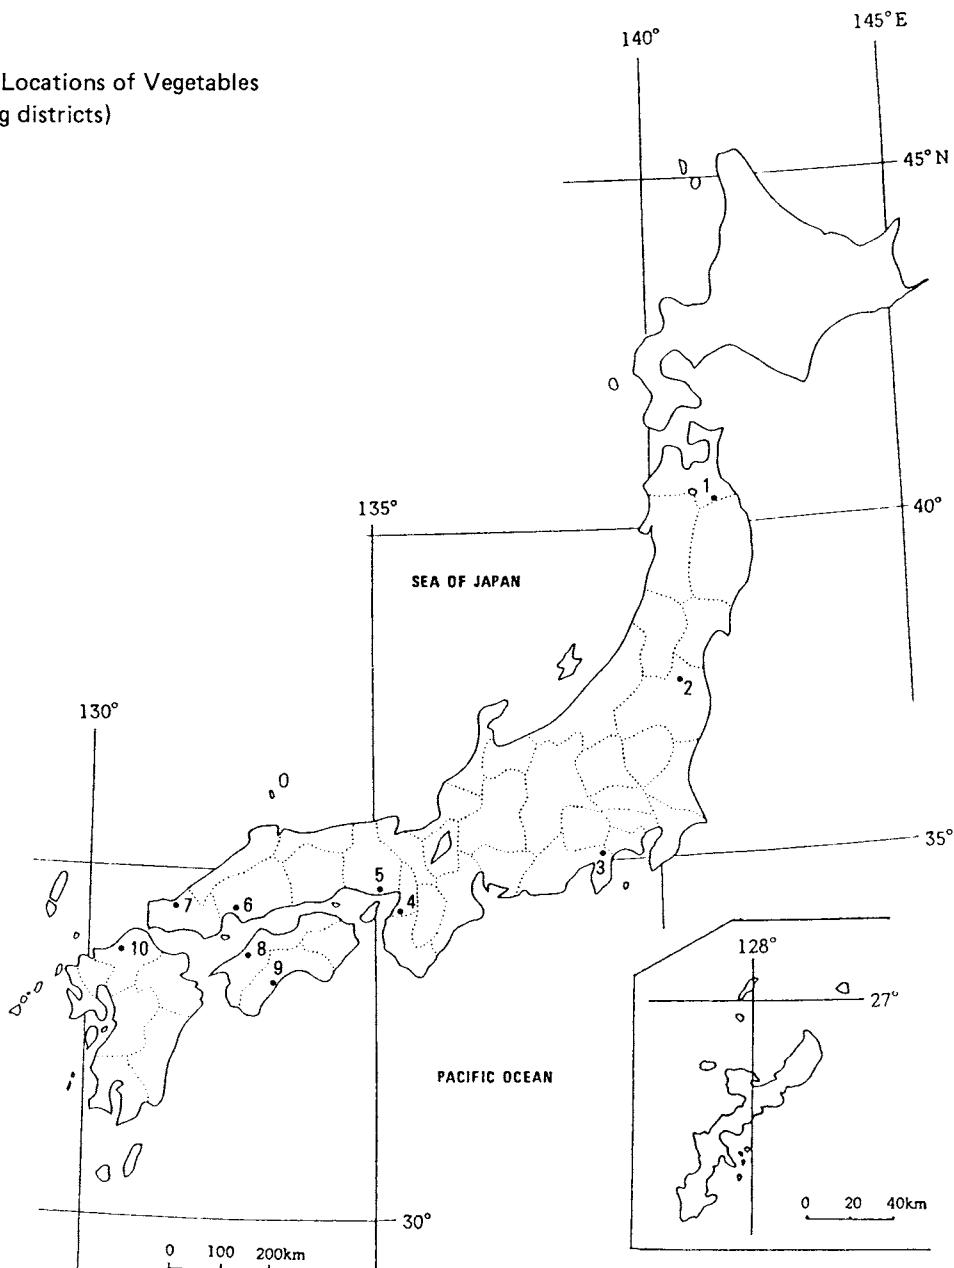 Locations of Vegetables
g districts)
140°
145° E
45° N
1
40°
135°
SEA OF JAPAN
2
130°
35°
3
5
4
7
6
10
8
9
128°
27°
PACIFIC OCEAN
0 20 40km
30°
0 100 200km